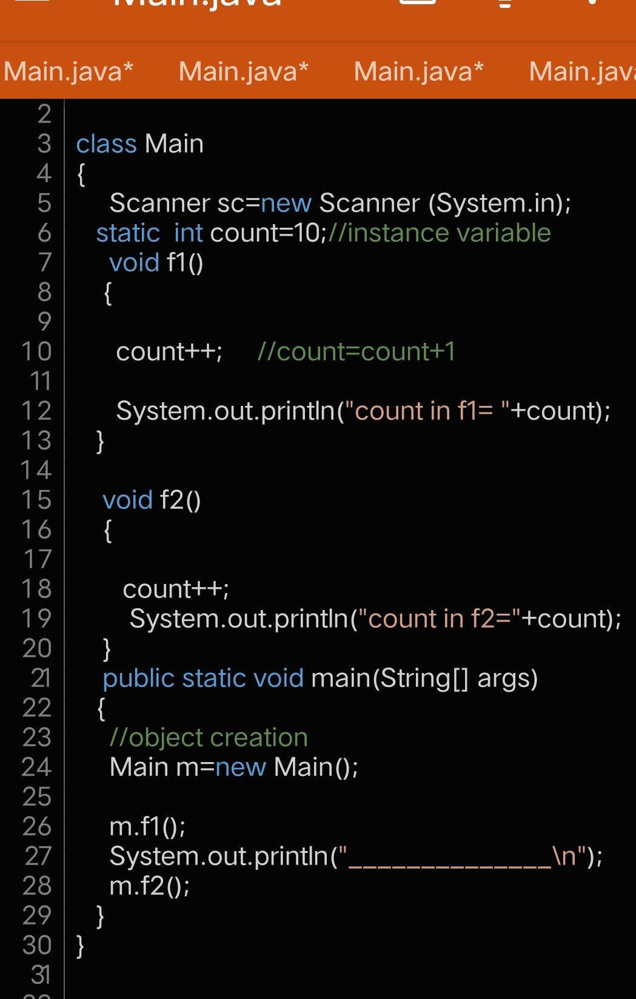 Main.java
Main.java* Main.java* Main.java* Main.java
2
3 class Main
4 {
5 Scanner sc=new Scanner (System.in);
6 static  int count=10;//instance variable
7 void f1()
8 {
9
10 count++; //count=count+1
11
12 System.out.println("count in f1= "+count);
13 }
14
15 void f2()
16 {
17
18 count++;
19 System.out.println("count in f2="+count);
20 }
21 public static void main(String[] args)
22 {
23 //object creation
24 Main m=new Main();
25
26 m.f1();
27 System.out.println("______________\n");
28 m.f2();
29 }
30 }
31